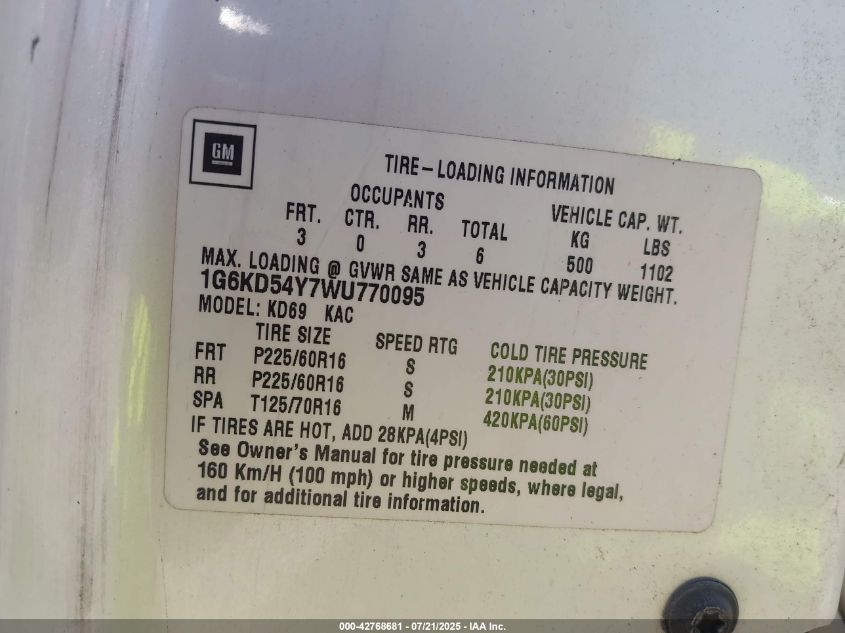 GM
TIRE-LOADING INFORMATION
OCCUPANTS VEHICLE CAP. WT.
FRT. CTR. RR. TOTAL KG LBS
3 0 3 6 500 1102
MAX. LOADING @ GVWR SAME AS VEHICLE CAPACITY WEIGHT.
1G6KD54Y7WU770095
MODEL: KD69 KAC
TIRE SIZE SPEED RTG COLD TIRE PRESSURE
FRT P225/60R16 S 210KPA(30PSI)
RR P225/60R16 S 210KPA(30PSI)
SPA T125/70R16 M 420KPA(60PSI)
IF TIRES ARE HOT, ADD 28KPA(4PSI)
See Owner's Manual for tire pressure needed at
160 Km/H (100 mph) or higher speeds, where legal,
and for additional tire information.
000-42768681 - 07/21/2025 - IAA Inc.